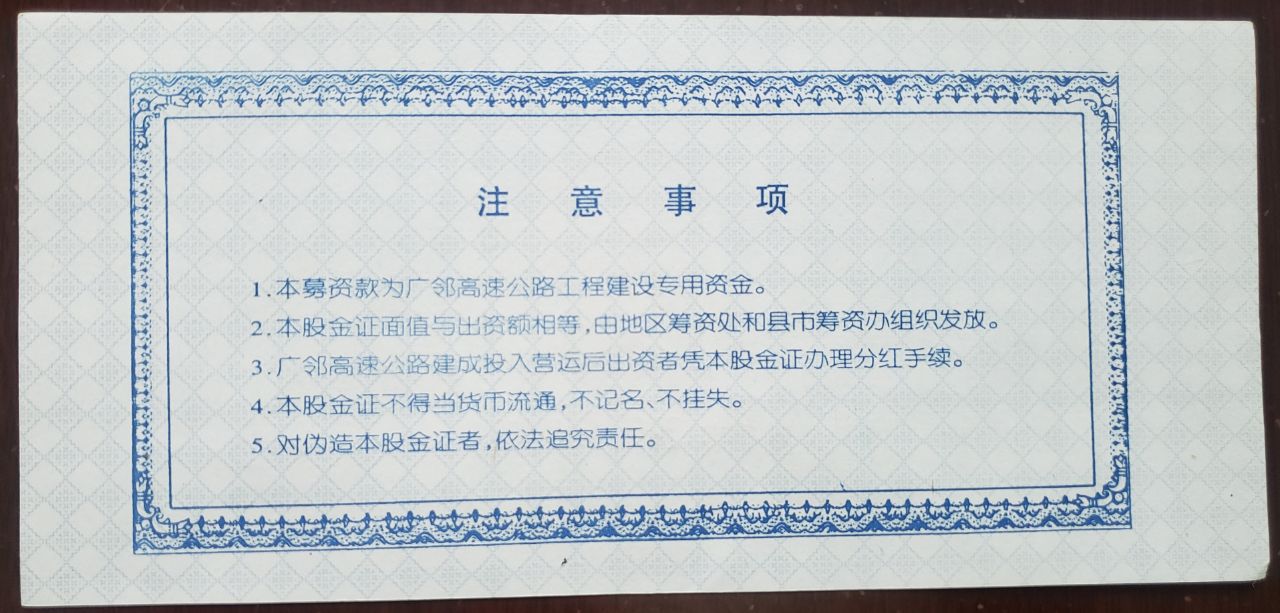 注意事项
1.本募资款为广邻高速公路工程建设专用资金。
2.本股金证面值与出资额相等,由地区筹资处和县市筹资办组织发放。
3.广邻高速公路建成投入营运后出资者凭本股金证办理分红手续。
4.本股金证不得当货币流通,不记名、不挂失。
5.对伪造本股金证者,依法追究责任。